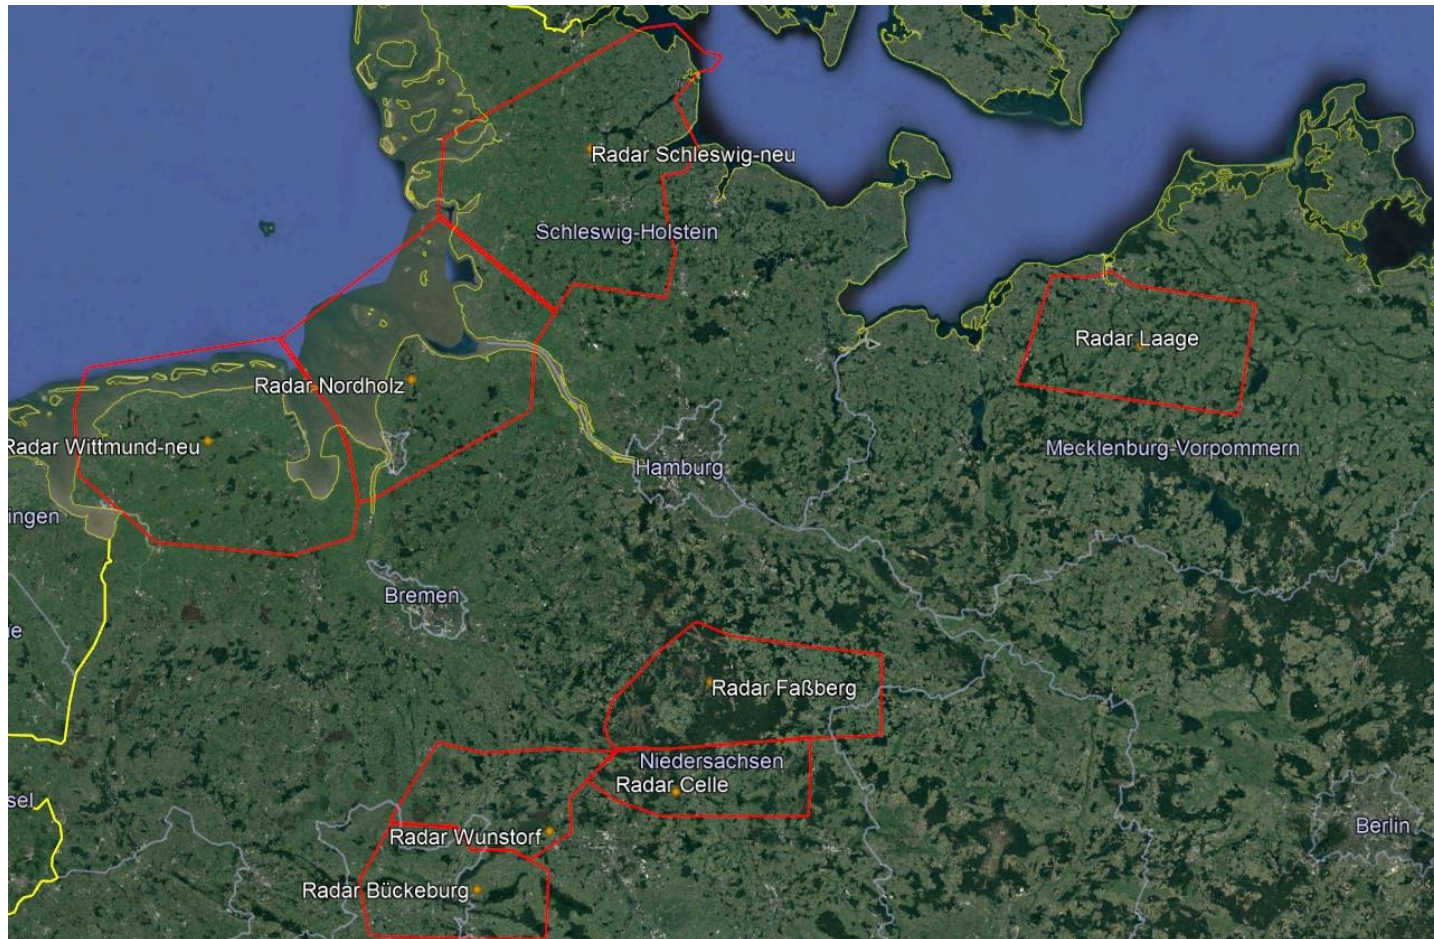 Radar Schleswig-neu
Schleswig-Holstein
Radar Laage
Radar Nordholz
Radar Wittmund-neu
Mecklenburg-Vorpommern
Hamburg
ingen
Bremen
ie
Radar Faßberg
Niedersachsen
Radar Celle
sel
Berlin
Radar Wunstorf
Radar Bückeburg